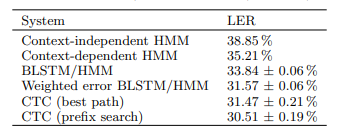 System LER
Context-independent HMM 38.85 %
Context-dependent HMM 35.21 %
BLSTM/HMM 33.84 ± 0.06 %
Weighted error BLSTM/HMM 31.57 ± 0.06 %
CTC (best path) 31.47 ± 0.21 %
CTC (prefix search) 30.51 ± 0.19 %